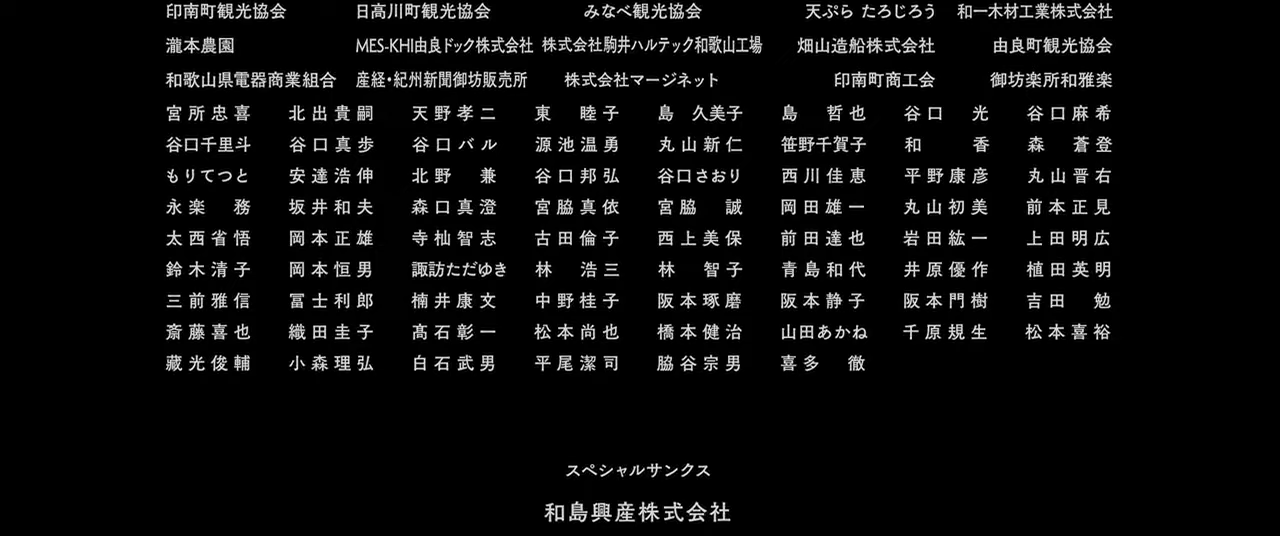 印南町観光協会 日高川町観光協会 みなべ観光協会 天ぷら たろじろう 和一木材工業株式会社
瀧本農園 MES-KHI由良ドック株式会社 株式会社駒井ハルテック和歌山工場 畑山造船株式会社 由良町観光協会
和歌山県電器商業組合 産経・紀州新聞御坊販売所 株式会社マージネット 印南町商工会 御坊楽所和雅楽
宮所忠喜 北出貴嗣 天野孝二 東 睦子 島 久美子 島 哲也 谷口 光 谷口麻希
谷口千里斗 谷口真歩 谷口バル 源池温勇 丸山新仁 笹野千賀子 和 香 森 蒼登
もりてつと 安達浩伸 北野 兼 谷口邦弘 谷口さおり 西川佳恵 平野康彦 丸山晋右
永楽 務 坂井和夫 森口真澄 宮脇真依 宮脇 誠 岡田雄一 丸山初美 前本正見
太西省悟 岡本正雄 寺杣智志 古田倫子 西上美保 前田達也 岩田紘一 上田明広
鈴木清子 岡本恒男 諏訪ただゆき 林 浩三 林 智子 青島和代 井原優作 植田英明
三前雅信 冨士利郎 楠井康文 中野桂子 阪本琢磨 阪本静子 阪本門樹 吉田 勉
斎藤喜也 織田圭子 髙石彰一 松本尚也 橋本健治 山田あかね 千原規生 松本喜裕
藏光俊輔 小森理弘 白石武男 平尾潔司 脇谷宗男 喜多 徹
スペシャルサンクス
和島興産株式会社